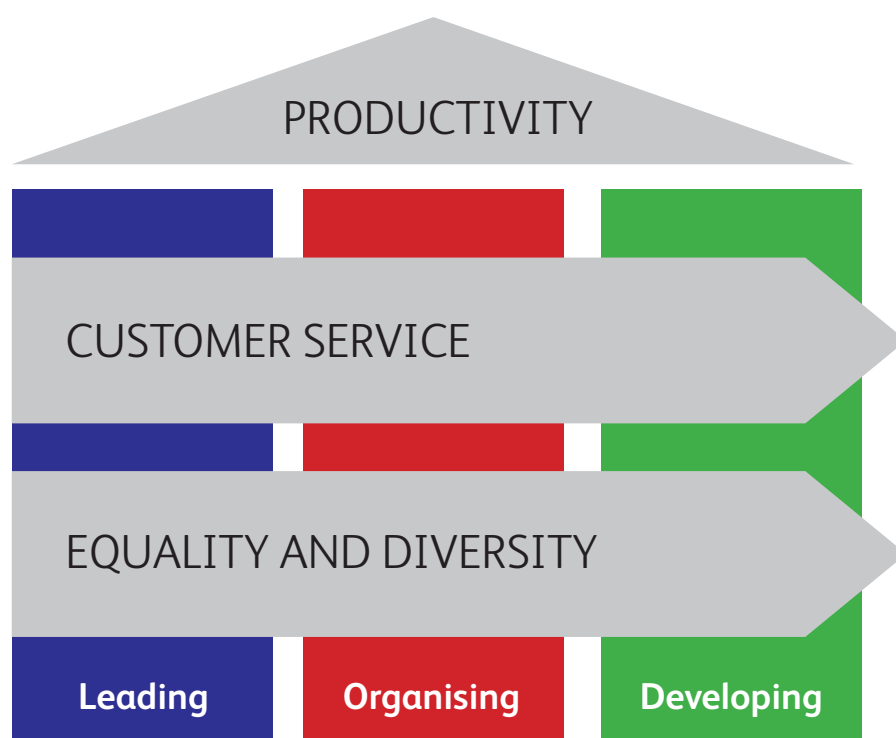 PRODUCTIVITY
CUSTOMER SERVICE
EQUALITY AND DIVERSITY
Leading
Organising
Developing